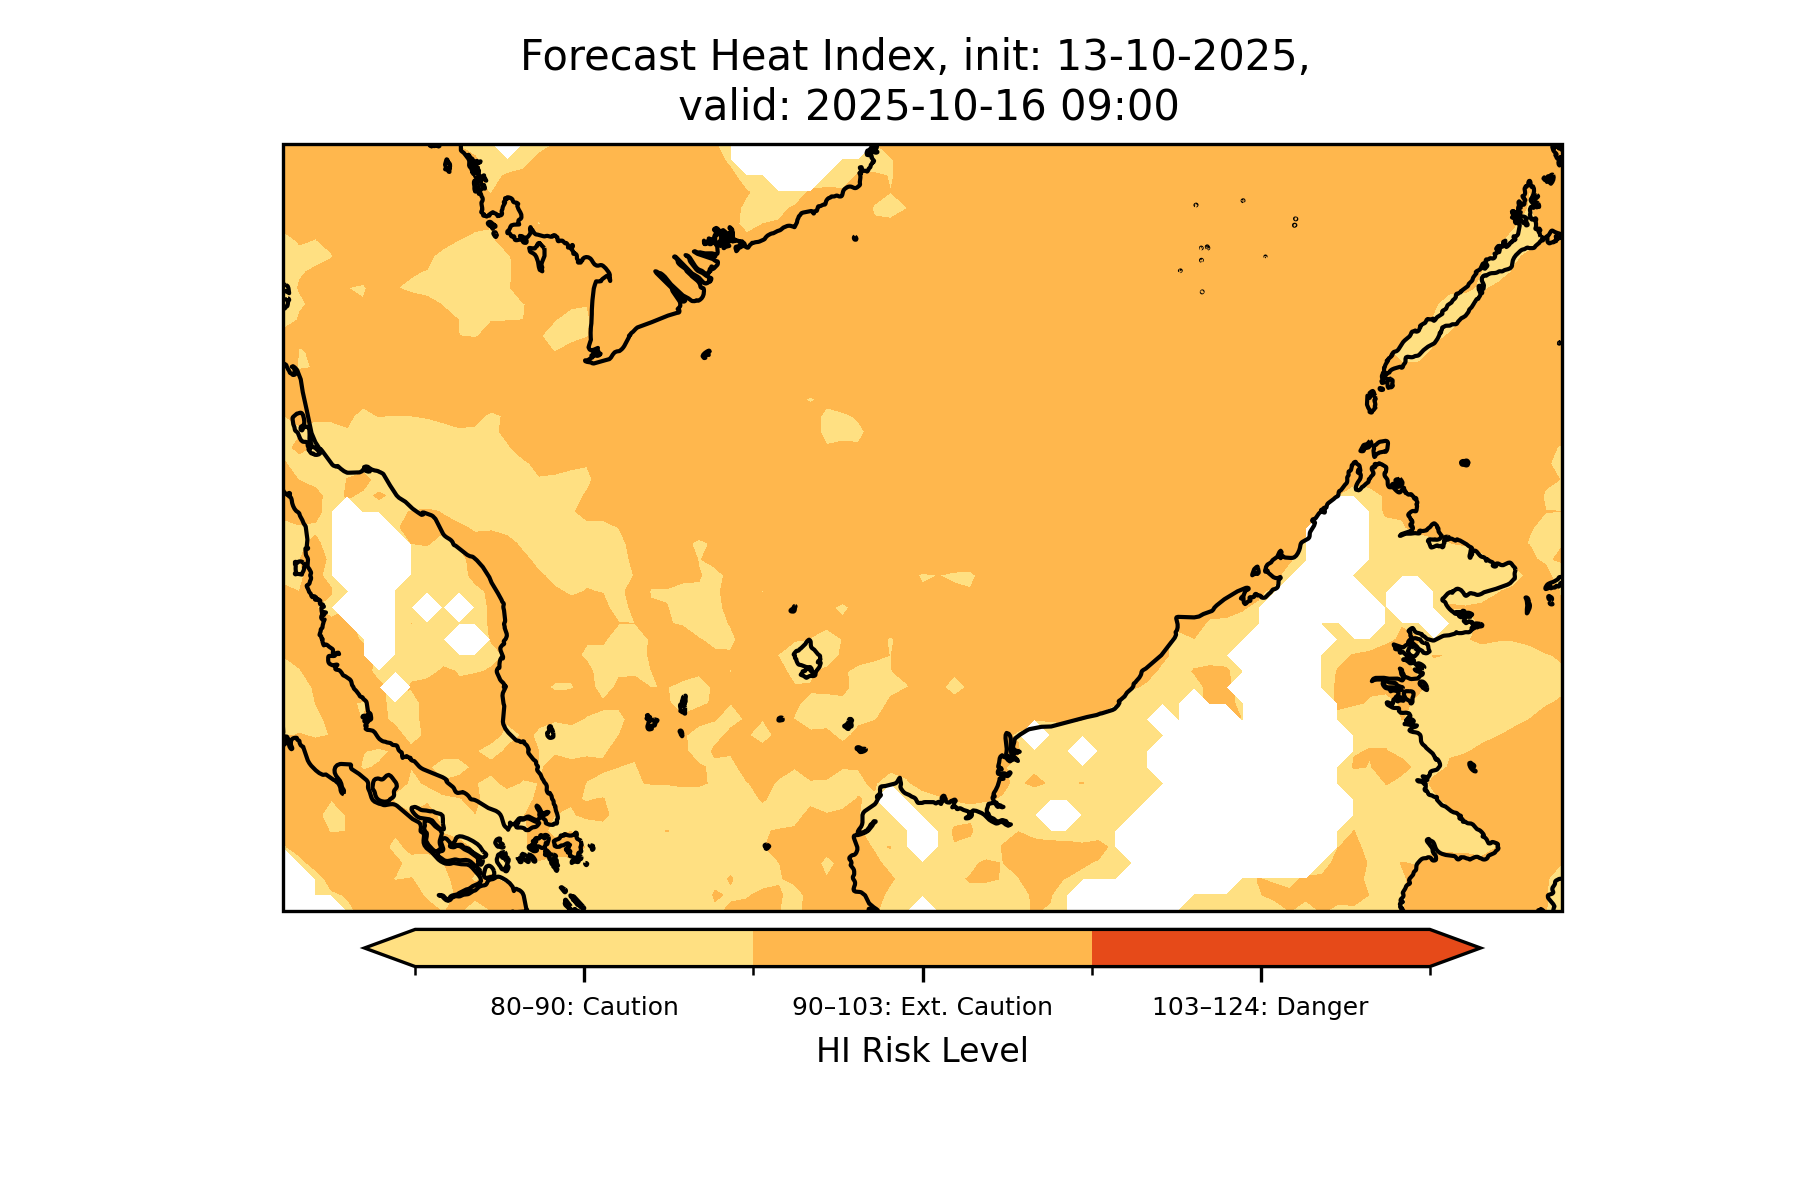 Forecast Heat Index, init: 13-10-2025,
valid: 2025-10-16 09:00
80–90: Caution
90–103: Ext. Caution
103–124: Danger
HI Risk Level